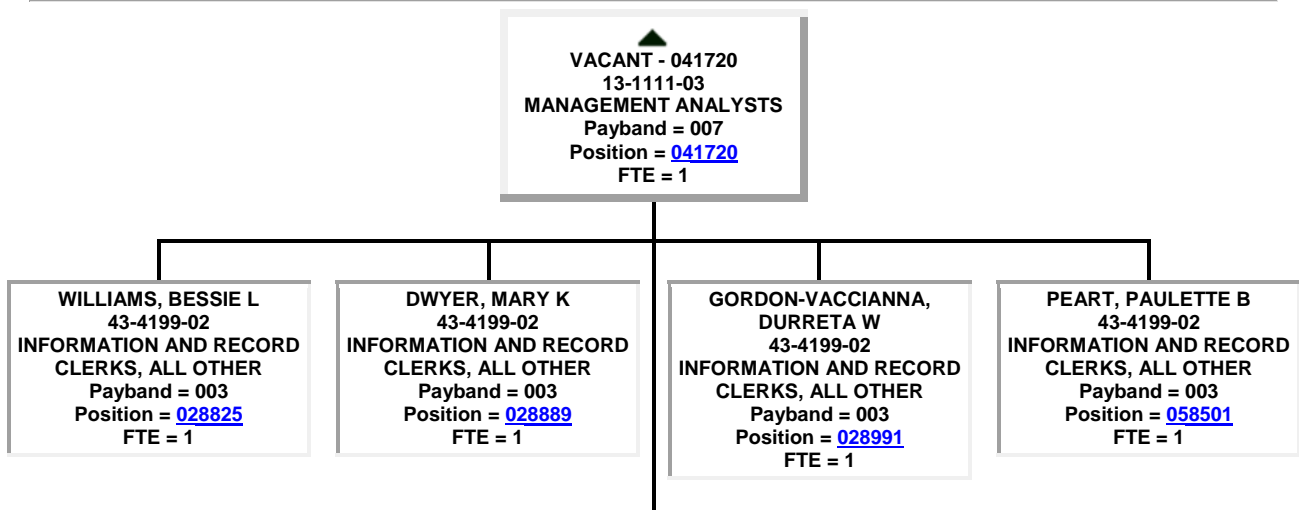 VACANT - 041720
13-1111-03
MANAGEMENT ANALYSTS
Payband = 007
Position = 041720
FTE = 1
WILLIAMS, BESSIE L
43-4199-02
INFORMATION AND RECORD
CLERKS, ALL OTHER
Payband = 003
Position = 028825
FTE = 1
DWYER, MARY K
43-4199-02
INFORMATION AND RECORD
CLERKS, ALL OTHER
Payband = 003
Position = 028889
FTE = 1
GORDON-VACCIANNA,
DURRETA W
43-4199-02
INFORMATION AND RECORD
CLERKS, ALL OTHER
Payband = 003
Position = 028991
FTE = 1
PEART, PAULETTE B
43-4199-02
INFORMATION AND RECORD
CLERKS, ALL OTHER
Payband = 003
Position = 058501
FTE = 1